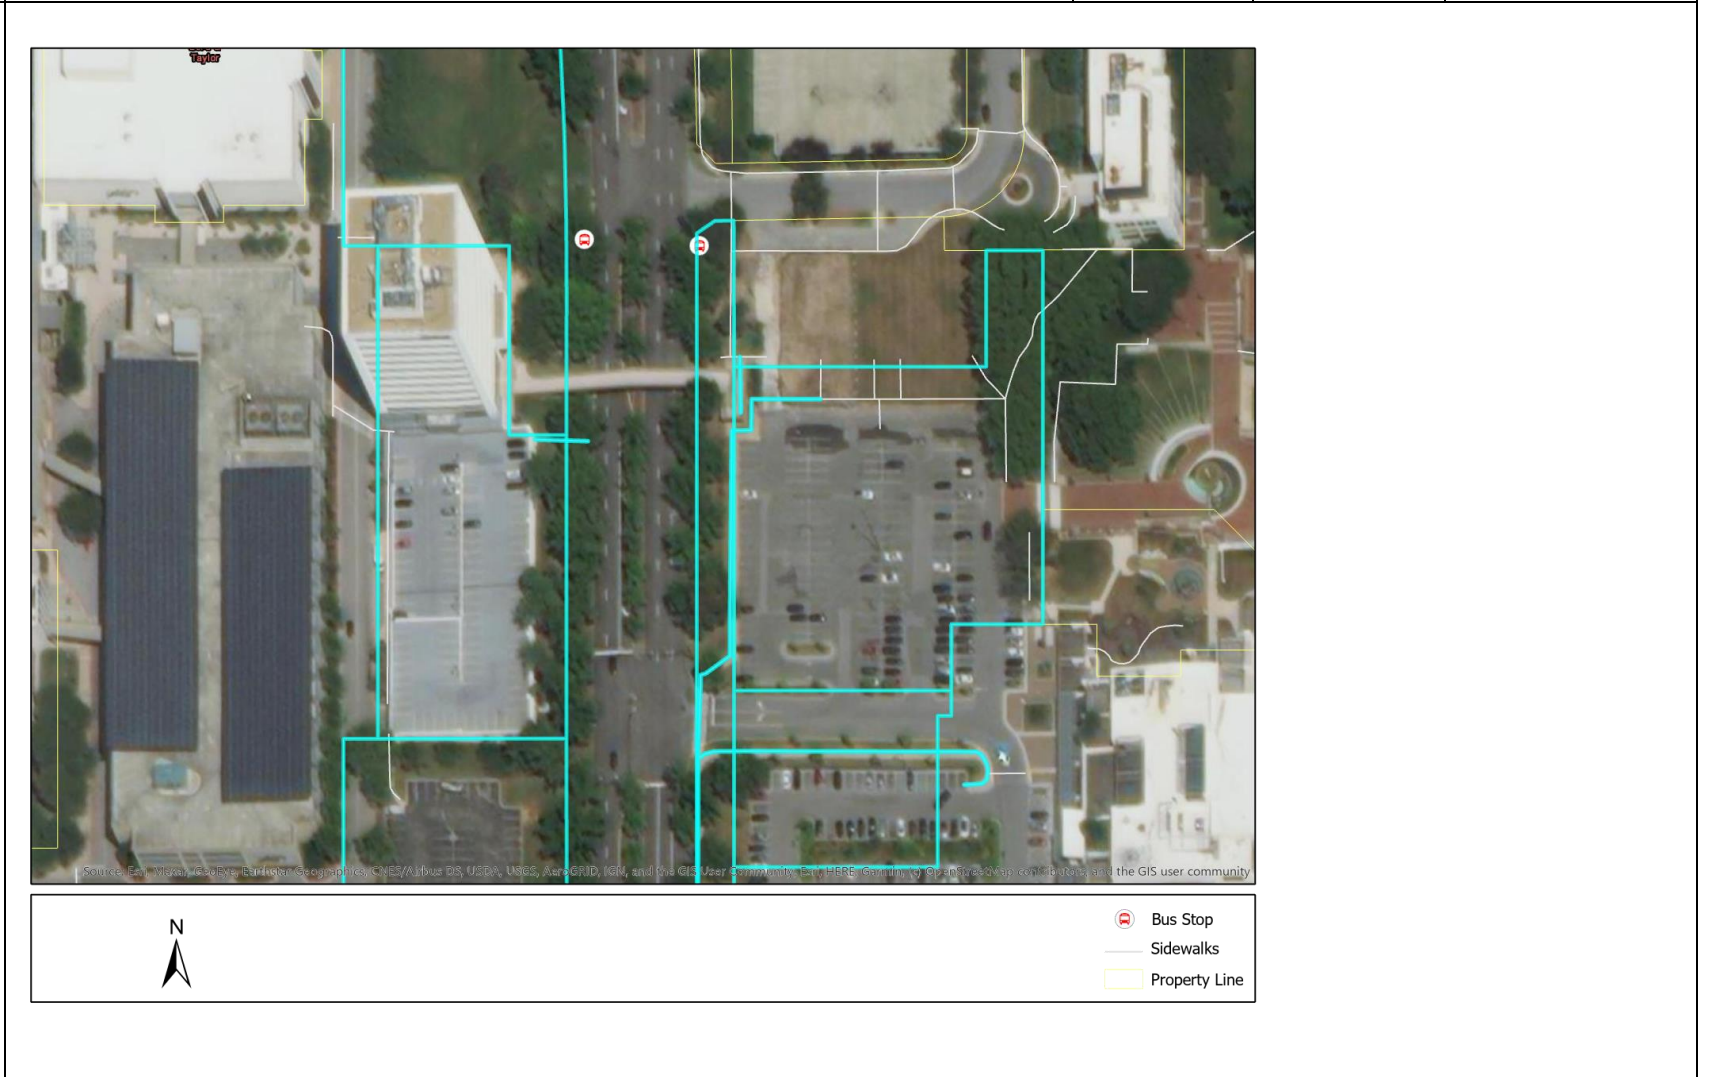 Taylor
Source: Esri, Maxar, GeoEye, Earthstar Geographics, CNES/Airbus DS, USDA, USGS, AeroGRID, IGN, and the GIS User Community, Esri, HERE, Garmin, (c) OpenStreetMap contributors, and the GIS user community
N
Bus Stop
Sidewalks
Property Line